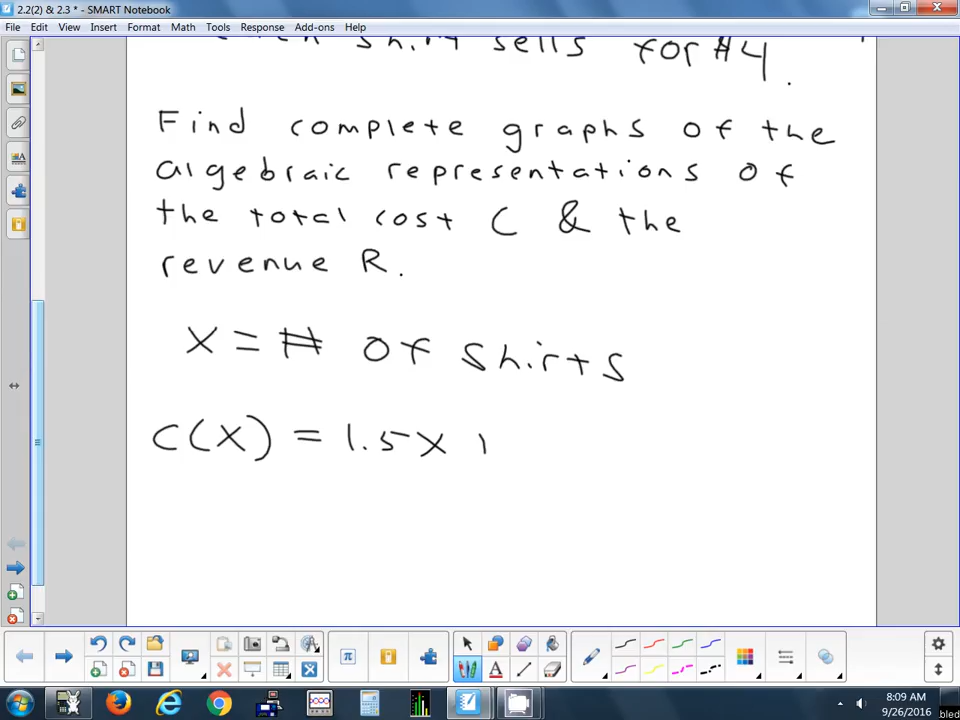 2.2(2) & 2.3 * - SMART Notebook
File Edit View Insert Format Math Tools Response Add-ons Help
shirt sells for #4.
Find complete graphs of the
algebraic representations of
the total cost C & the
revenue R.
X = # of shirts
C(X) = 1.5X
8:09 AM
9/26/2016
bled